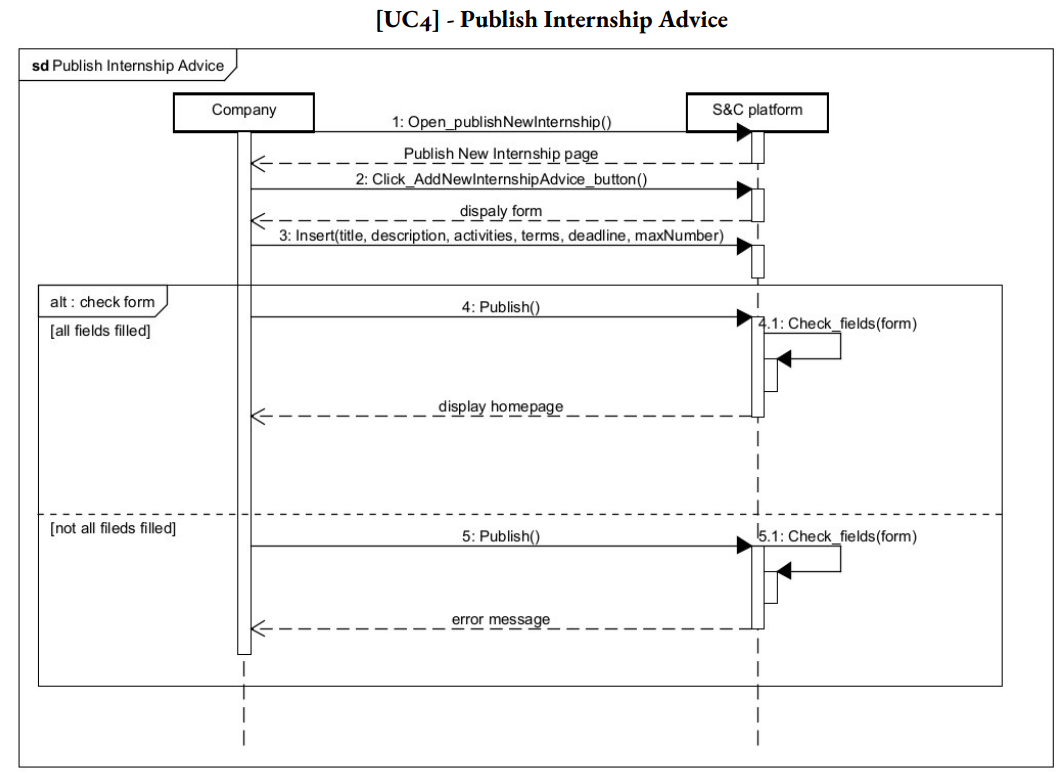 [UC4] - Publish Internship Advice
sd Publish Internship Advice
Company
S&C platform
1: Open_publishNewInternship()
Publish New Internship page
2: Click_AddNewInternshipAdvice_button()
dispaly form
3: Insert(title, description, activities, terms, deadline, maxNumber)
alt : check form
4: Publish()
[all fields filled]
4.1: Check_fields(form)
display homepage
[not all fileds filled]
5: Publish()
5.1: Check_fields(form)
error message